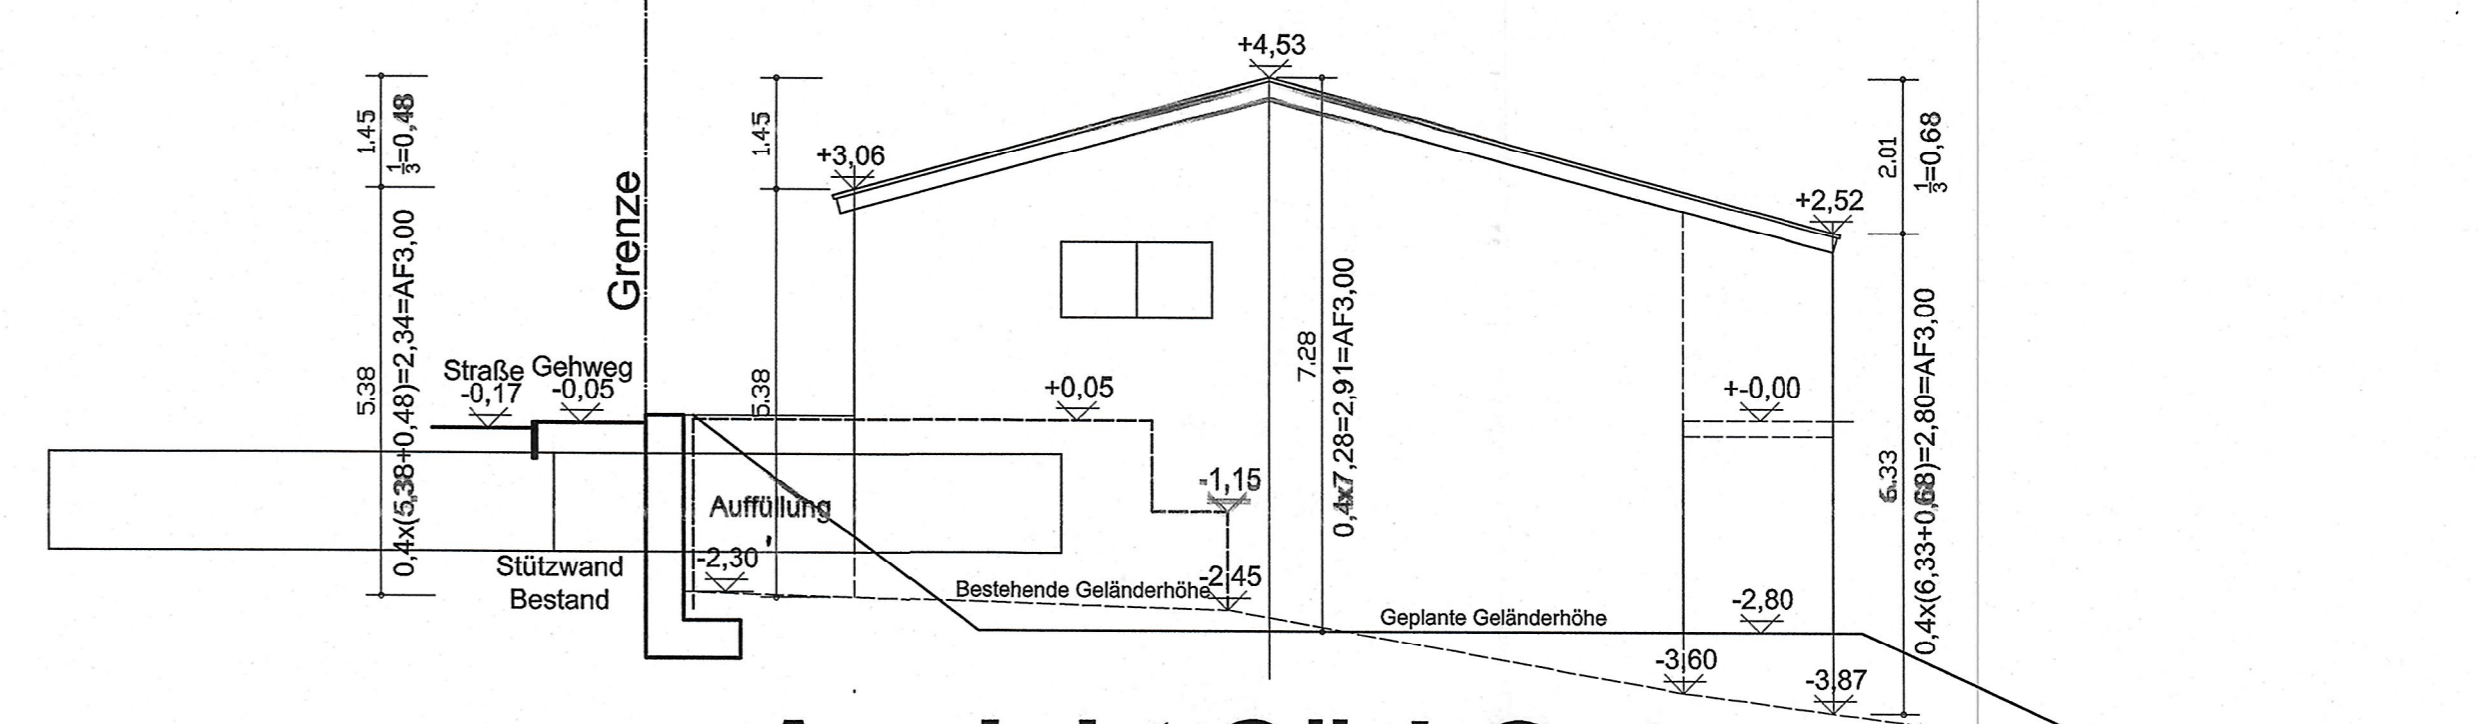 +4,53
1.45
1/3=0,48
1.45
+3,06
2.01
1/3=0,68
+2,52
Grenze
5.38
0,4x(5,38+0,48)=2,34=AF3,00
Straße
-0,17
Gehweg
-0,05
5.38
+0,05
7.28
0,4x7,28=2,91=AF3,00
+-0,00
6.33
0,4x(6,33+0,68)=2,80=AF3,00
-1,15
Auffüllung
Stützwand
Bestand
-2,30
Bestehende Geländerhöhe
-2,45
Geplante Geländerhöhe
-2,80
-3,60
-3,87